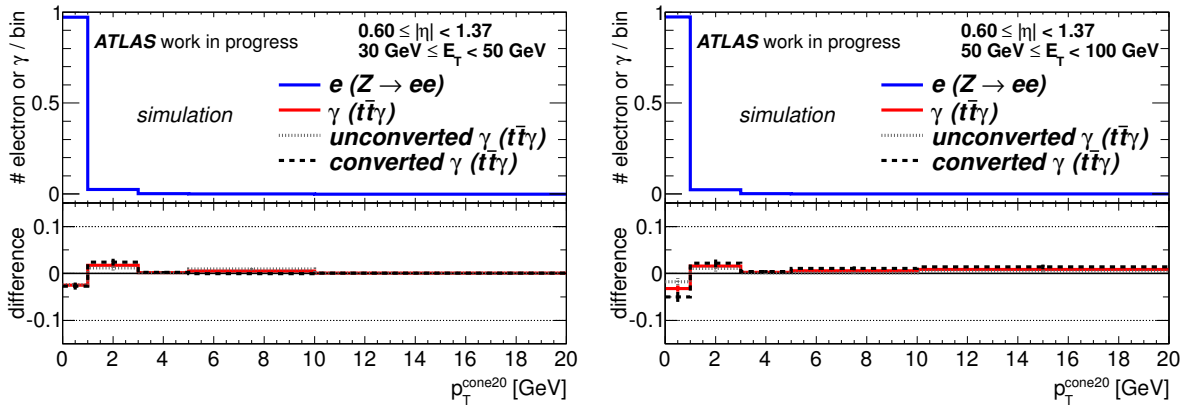 # electron or γ / bin
1
0.5
0
ATLAS work in progress
0.60 ≤ |η| < 1.37
30 GeV ≤ E_T < 50 GeV
simulation
e (Z → ee)
γ (tt̄γ)
unconverted γ (tt̄γ)
converted γ (tt̄γ)
difference
0.1
0
-0.1
0 2 4 6 8 10 12 14 16 18 20
p_T^cone20 [GeV]
# electron or γ / bin
1
0.5
0
ATLAS work in progress
0.60 ≤ |η| < 1.37
50 GeV ≤ E_T < 100 GeV
simulation
e (Z → ee)
γ (tt̄γ)
unconverted γ (tt̄γ)
converted γ (tt̄γ)
difference
0.1
0
-0.1
0 2 4 6 8 10 12 14 16 18 20
p_T^cone20 [GeV]